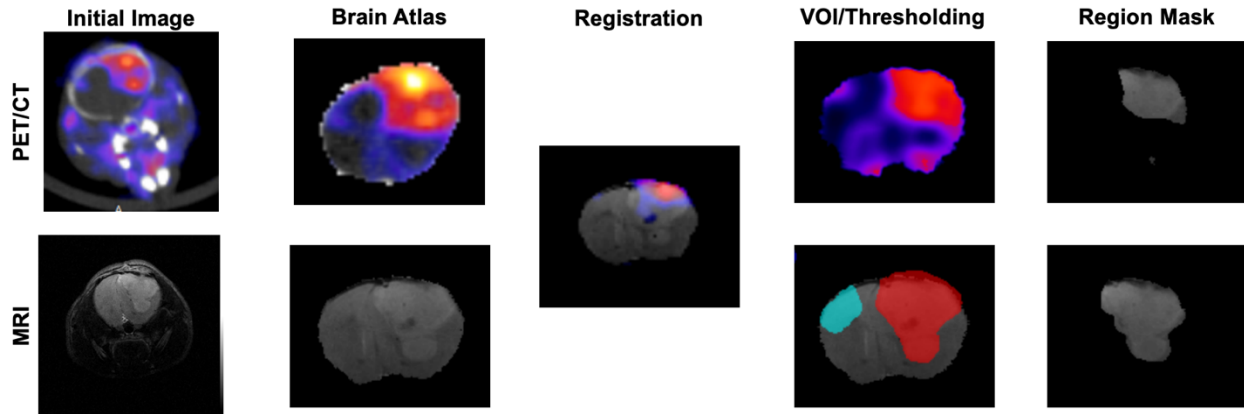 Initial Image
Brain Atlas
Registration
VOI/Thresholding
Region Mask
PET/CT
A
MRI